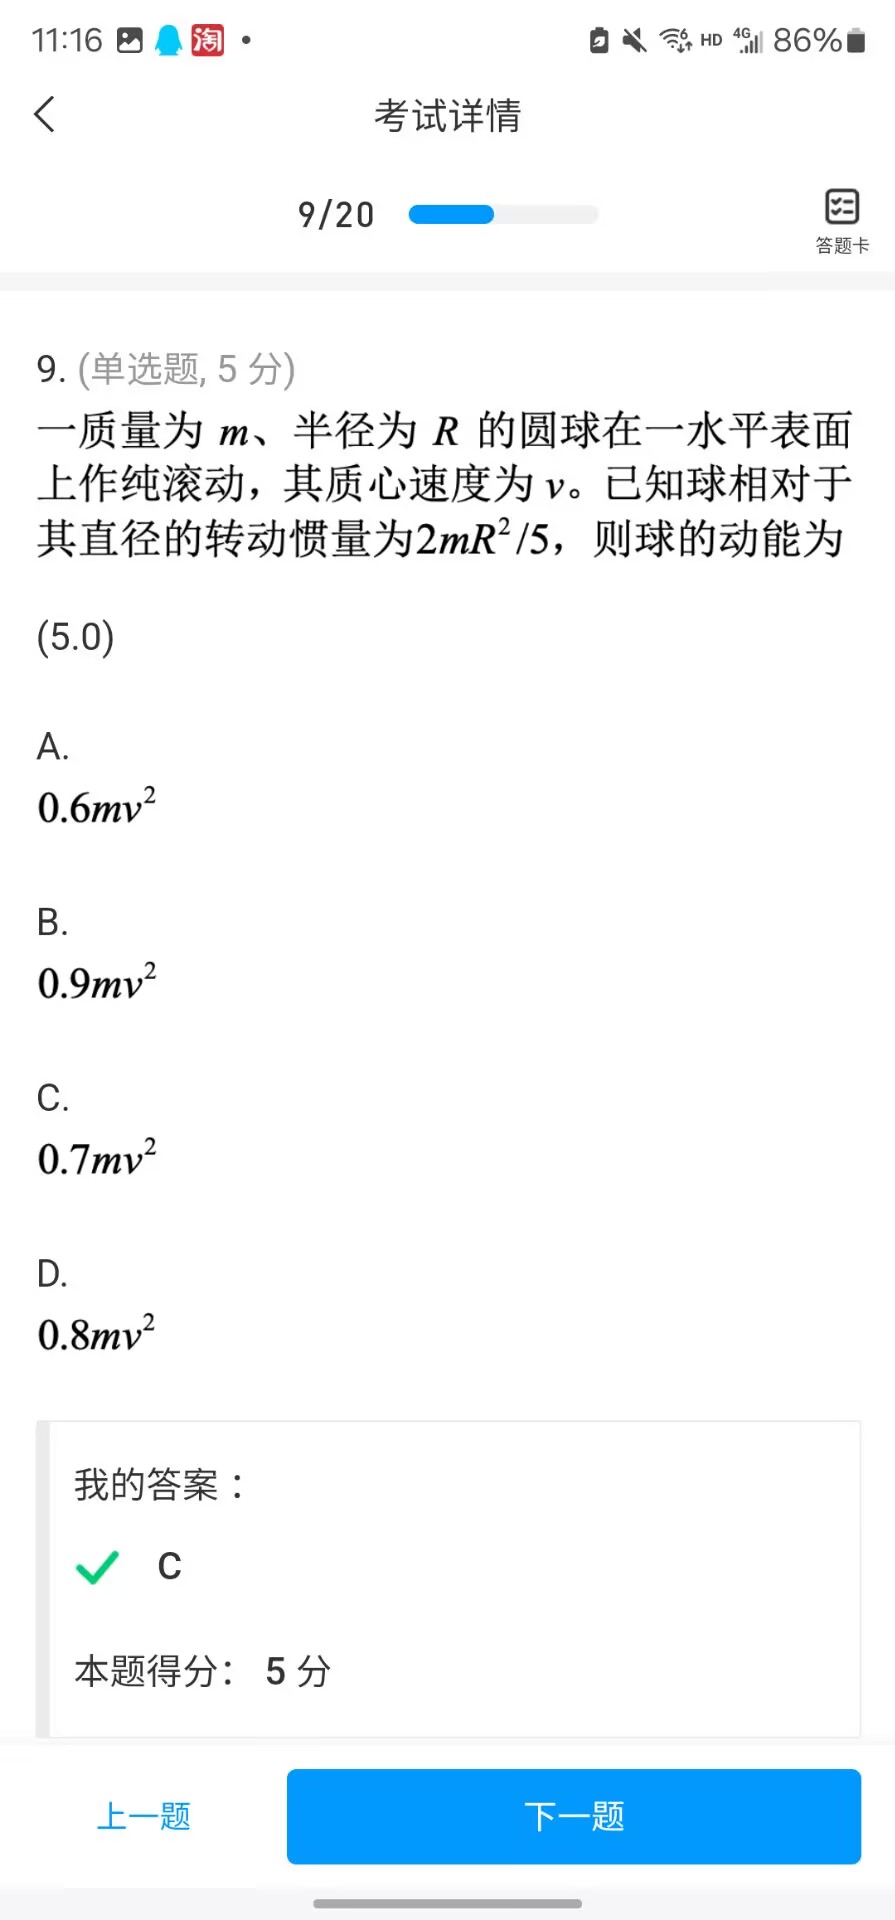 11:16 淘 HD 4G 86%
考试详情
9/20
答题卡
9. (单选题, 5 分)
一质量为 m、半径为 R 的圆球在一水平表面
上作纯滚动，其质心速度为 v。已知球相对于
其直径的转动惯量为2mR²/5，则球的动能为
(5.0)
A.
0.6mv²
B.
0.9mv²
C.
0.7mv²
D.
0.8mv²
我的答案：
C
本题得分： 5 分
上一题 下一题